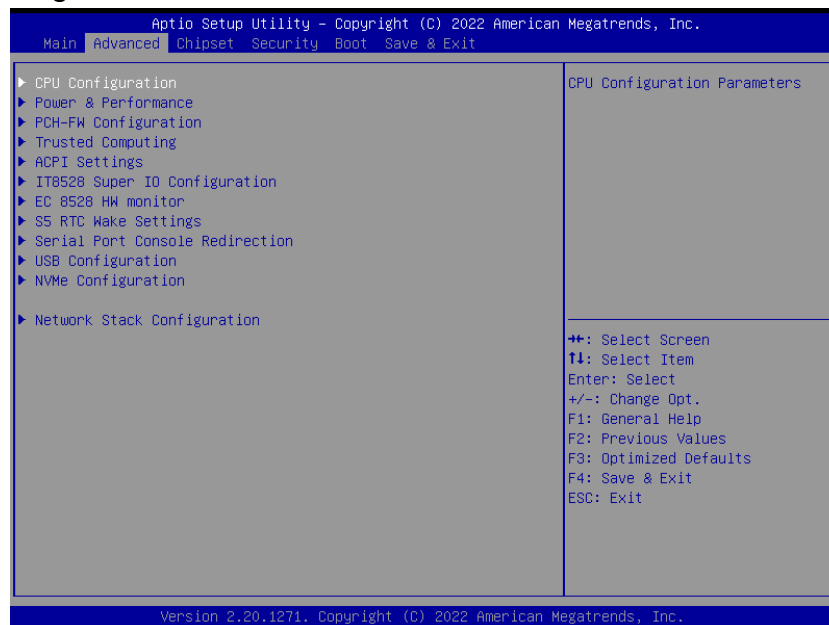 Aptio Setup Utility – Copyright (C) 2022 American Megatrends, Inc.
Main Advanced Chipset Security Boot Save & Exit
CPU Configuration
Power & Performance
PCH-FW Configuration
Trusted Computing
ACPI Settings
IT8528 Super IO Configuration
EC 8528 HW monitor
S5 RTC Wake Settings
Serial Port Console Redirection
USB Configuration
NVMe Configuration
Network Stack Configuration
CPU Configuration Parameters
→←: Select Screen
↑↓: Select Item
Enter: Select
+/-: Change Opt.
F1: General Help
F2: Previous Values
F3: Optimized Defaults
F4: Save & Exit
ESC: Exit
Version 2.20.1271. Copyright (C) 2022 American Megatrends, Inc.